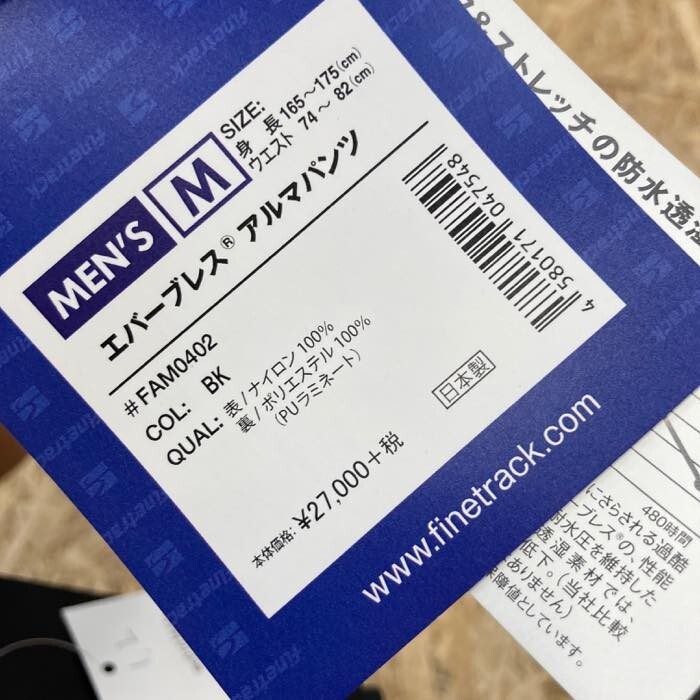 MEN'S
M
SIZE:
身 長 165～175(cm)
ウエスト 74～ 82(cm)
エバーブレス® アルマパンツ
#FAM0402
COL: BK
QUAL: 表/ナイロン100%
裏/ポリエステル100%
(PUラミネート)
4 580171 047548
日本製
本体価格: ¥27,000+税
www.finetrack.com
finetrack
&ストレッチの防水透湿
480時間
にさらされる過酷
ーブレス®の、性能
耐水圧を維持した
透湿素材では、
低下。(当社比較
ありません)
保障値としています。